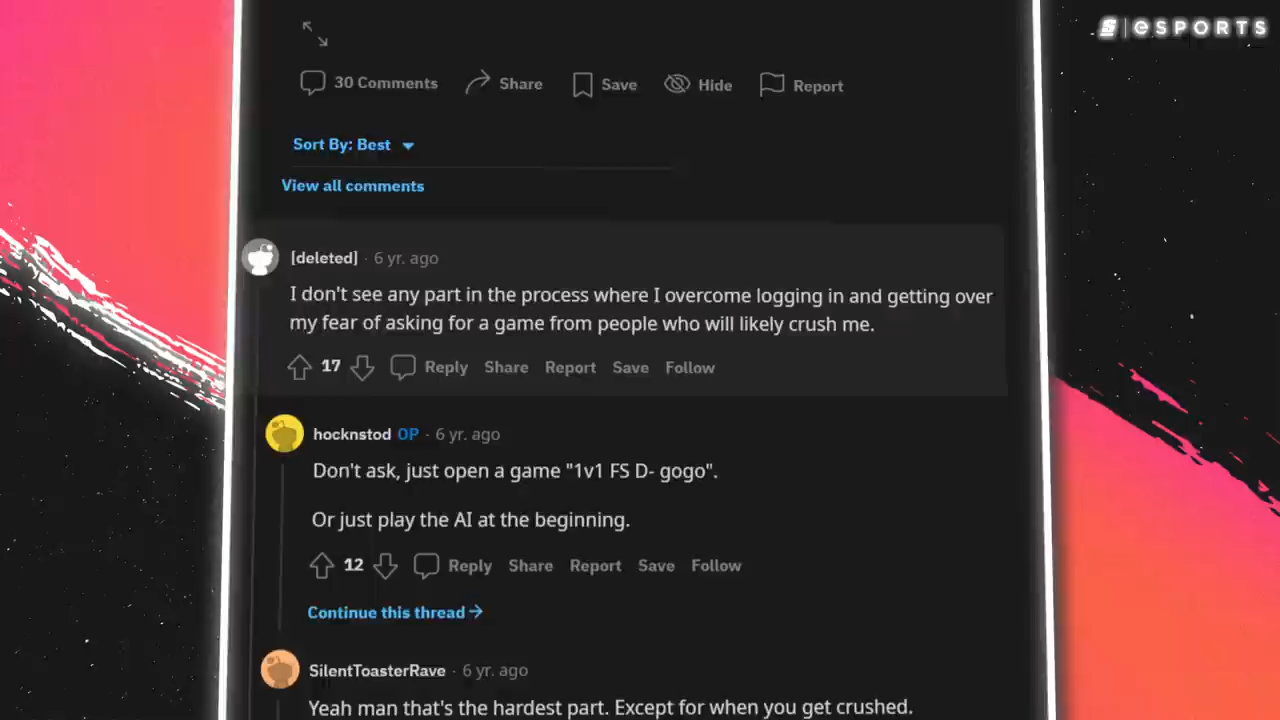 eSPORTS
30 Comments Share Save Hide Report
Sort By: Best
View all comments
[deleted] · 6 yr. ago
I don't see any part in the process where I overcome logging in and getting over
my fear of asking for a game from people who will likely crush me.
17 Reply Share Report Save Follow
hocknstod OP · 6 yr. ago
Don't ask, just open a game "1v1 FS D- gogo".
Or just play the AI at the beginning.
12 Reply Share Report Save Follow
Continue this thread →
SilentToasterRave · 6 yr. ago
Yeah man that's the hardest part. Except for when you get crushed.